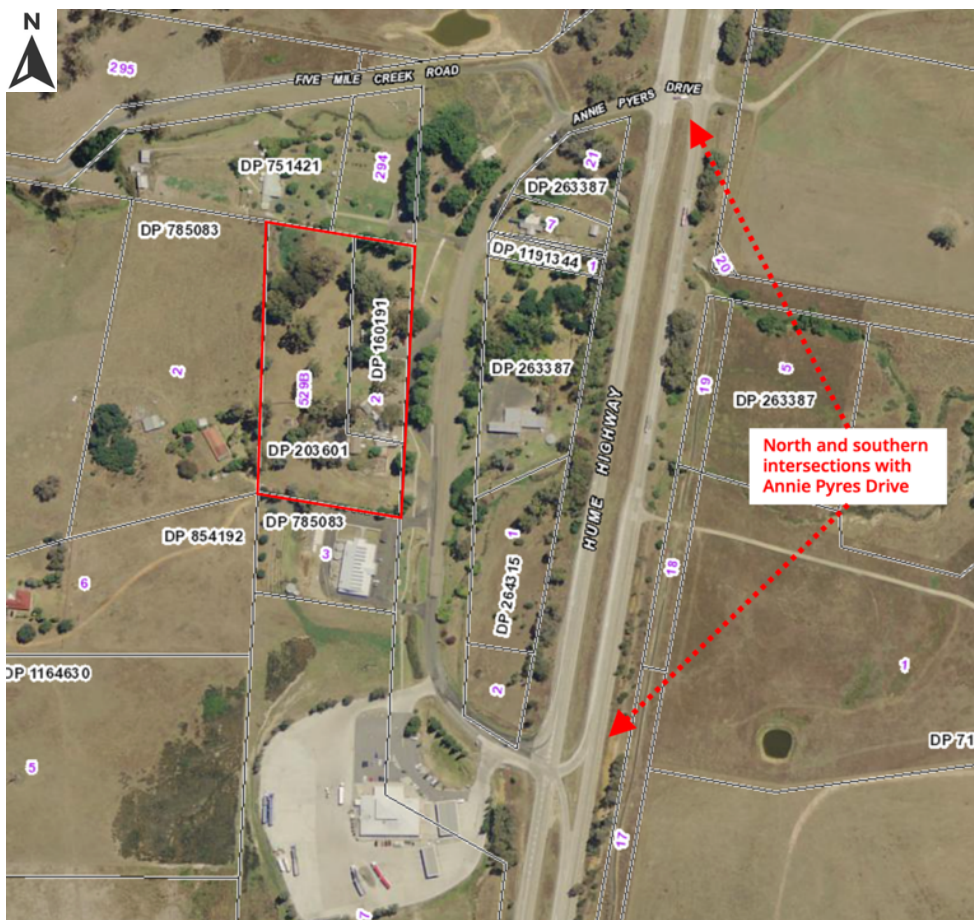 N
295
FIVE MILE CREEK ROAD
ANNIE PYERS DRIVE
DP 751421
294
21
DP 263387
7
DP 785083
DP 1191344
1
20
DP 160191
2
529B
2
DP 263387
HUME HIGHWAY
19
5
DP 263387
North and southern
intersections with
Annie Pyres Drive
DP 203601
DP 785083
DP 854192
3
6
1
DP 264315
18
DP 1164630
2
1
DP 71
5
17
7